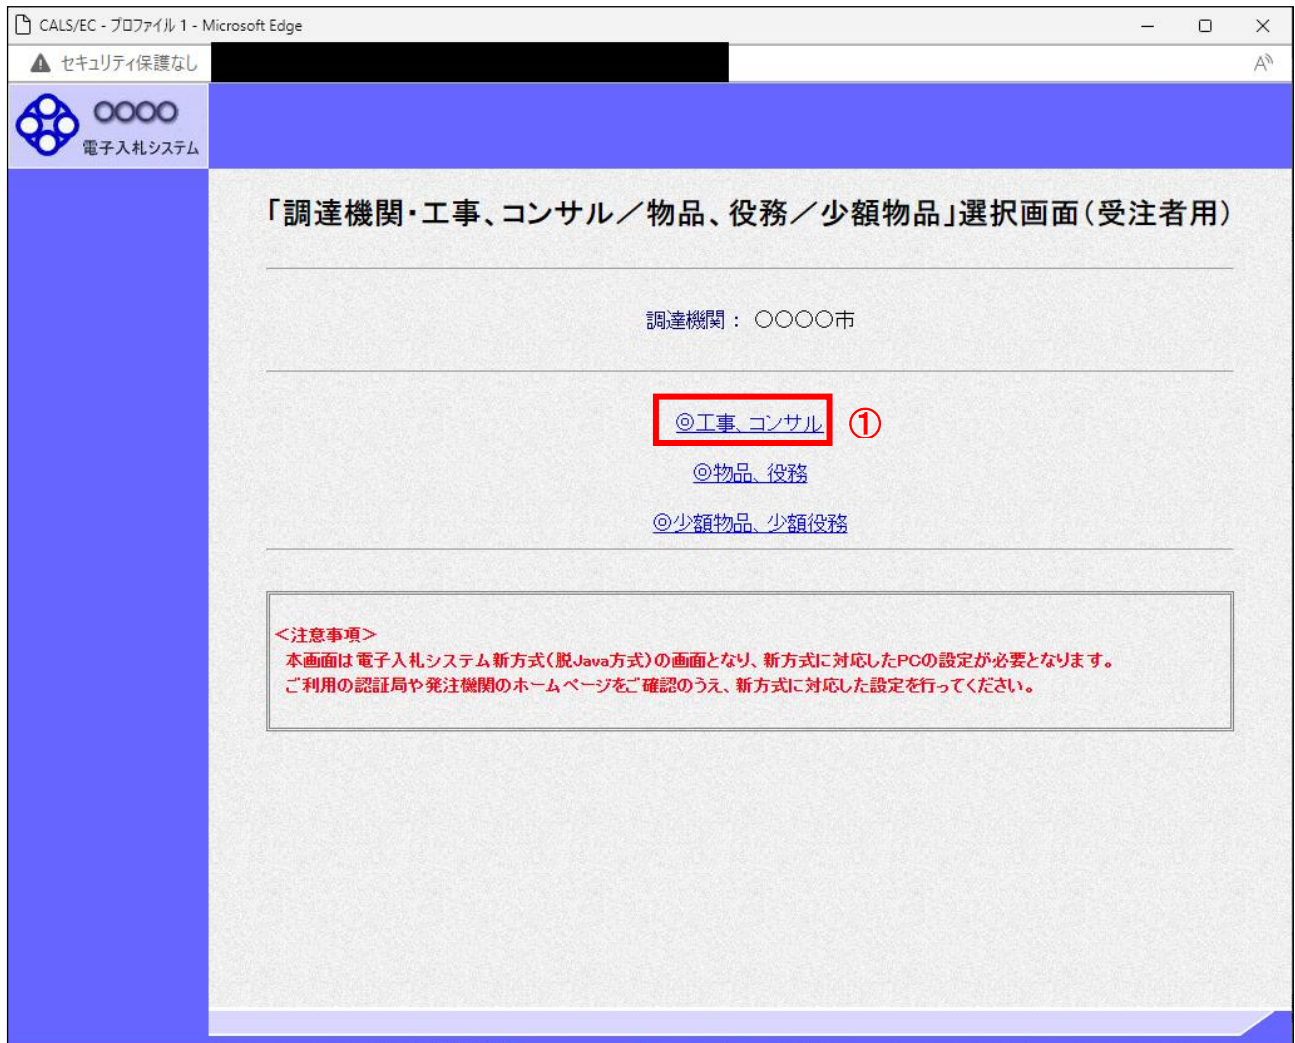 CALS/EC - プロファイル 1 - Microsoft Edge
セキュリティ保護なし
〇〇〇〇
電子入札システム
「調達機関・工事、コンサル／物品、役務／少額物品」選択画面(受注者用)
調達機関： 〇〇〇〇市
◎工事、コンサル ①
◎物品、役務
◎少額物品、少額役務
＜注意事項＞
本画面は電子入札システム新方式(脱Java方式)の画面となり、新方式に対応したPCの設定が必要となります。
ご利用の認証局や発注機関のホームページをご確認のうえ、新方式に対応した設定を行ってください。